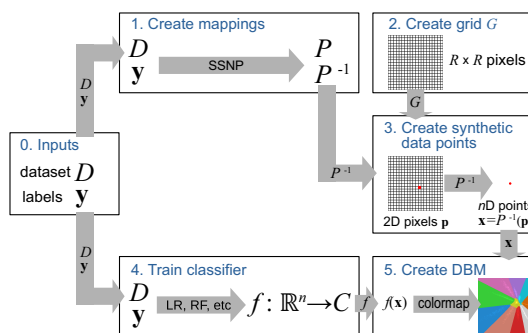 1. Create mappings
D
y
SSNP
P
P⁻¹
2. Create grid G
R × R pixels
D
y
G
0. Inputs
dataset D
labels y
P⁻¹
3. Create synthetic
data points
P⁻¹
2D pixels p
nD points
x=P⁻¹(p
D
y
x
4. Train classifier
D
y
LR, RF, etc
f : ℝⁿ→C
f
5. Create DBM
f(x)
colormap